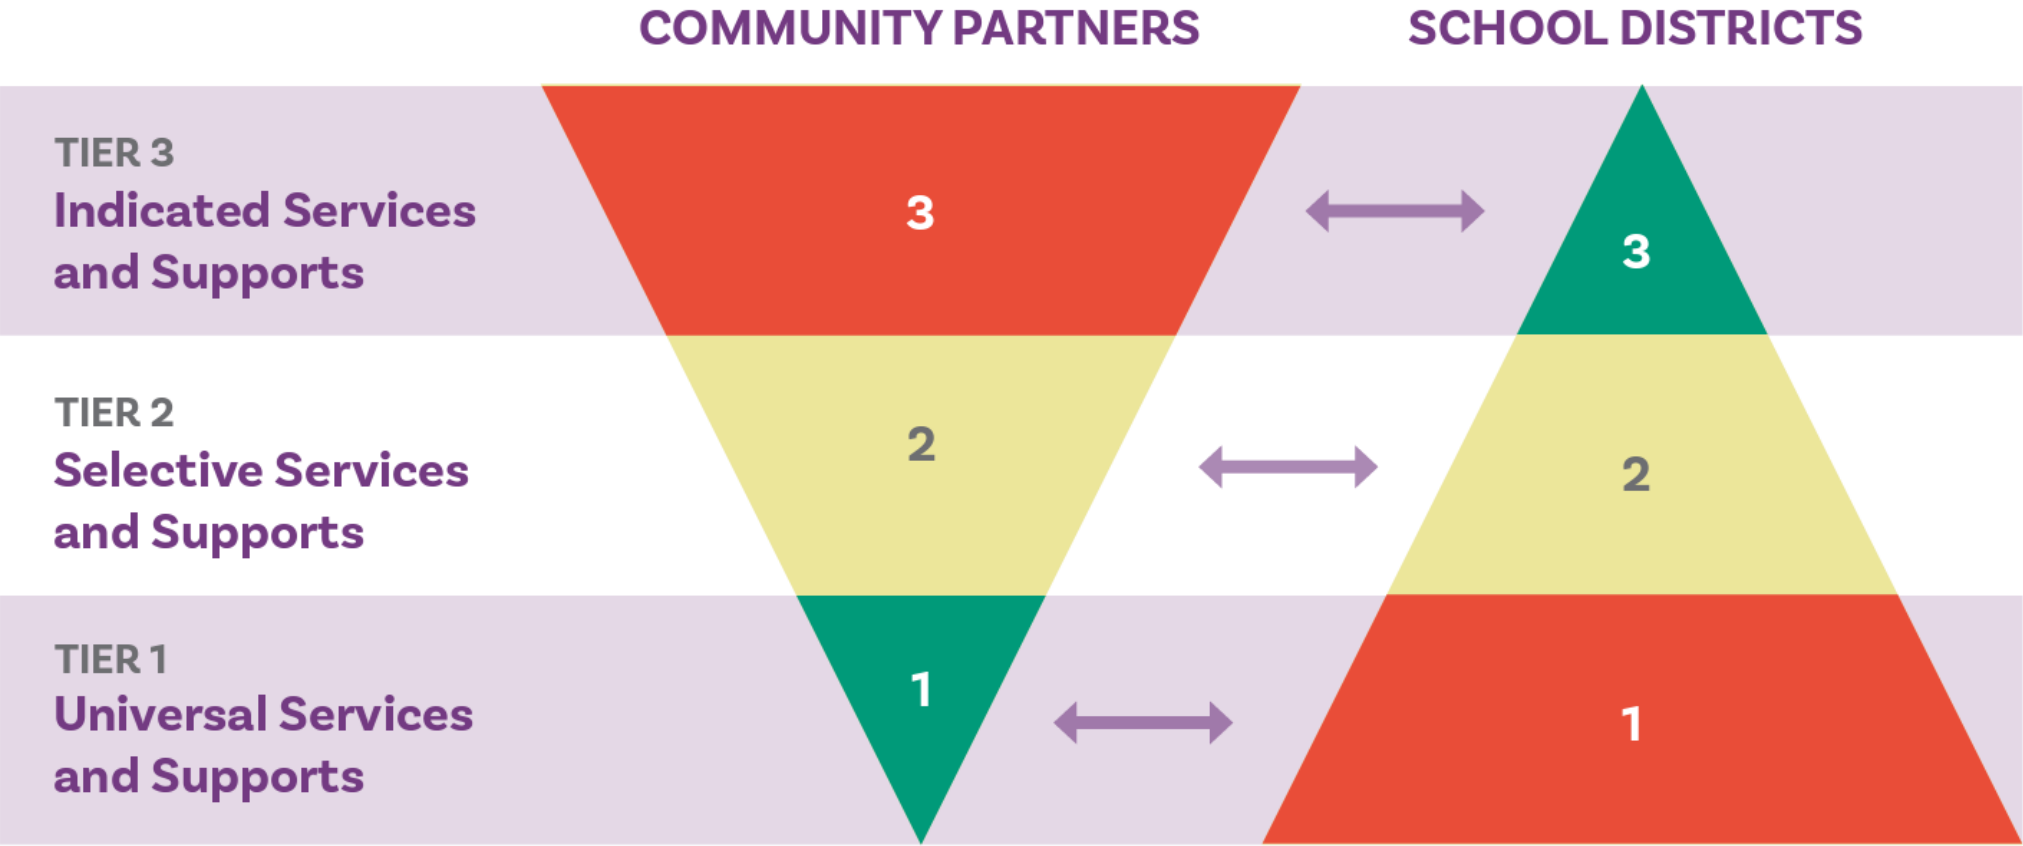 COMMUNITY PARTNERS
SCHOOL DISTRICTS
TIER 3
Indicated Services
and Supports
3
3
TIER 2
Selective Services
and Supports
2
2
TIER 1
Universal Services
and Supports
1
1